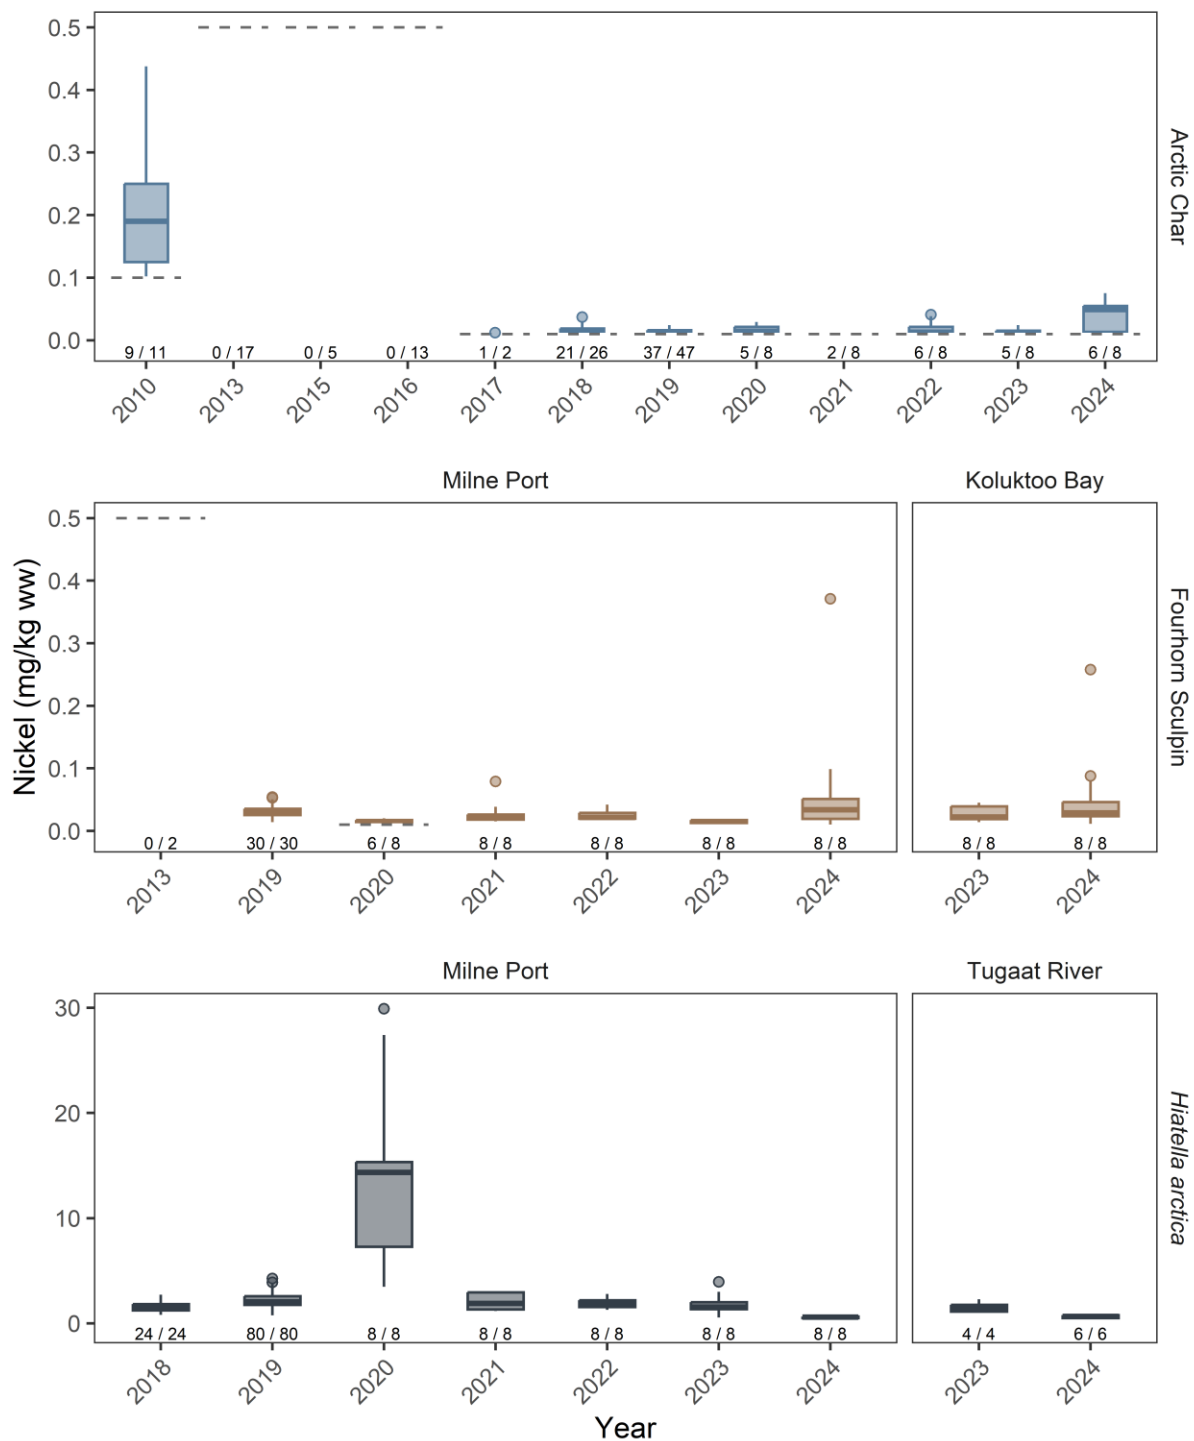 0.5
0.4
0.3
0.2
0.1
0.0
9 / 11 0 / 17 0 / 5 0 / 13 1 / 2 21 / 26 37 / 47 5 / 8 2 / 8 6 / 8 5 / 8 6 / 8
2010 2013 2015 2016 2017 2018 2019 2020 2021 2022 2023 2024
Arctic Char
Milne Port Koluktoo Bay
0.5
0.4
0.3
0.2
0.1
0.0
0 / 2 30 / 30 6 / 8 8 / 8 8 / 8 8 / 8 8 / 8 8 / 8 8 / 8
2013 2019 2020 2021 2022 2023 2024 2023 2024
Fourhorn Sculpin
Nickel (mg/kg ww)
Milne Port Tugaat River
30
20
10
0
24 / 24 80 / 80 8 / 8 8 / 8 8 / 8 8 / 8 8 / 8 4 / 4 6 / 6
2018 2019 2020 2021 2022 2023 2024 2023 2024
Hiatella arctica
Year